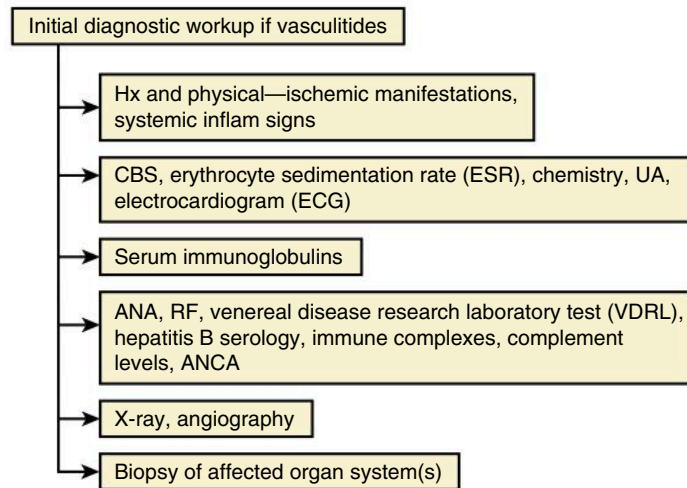 Initial diagnostic workup if vasculitides
Hx and physical—ischemic manifestations,
systemic inflam signs
CBS, erythrocyte sedimentation rate (ESR), chemistry, UA,
electrocardiogram (ECG)
Serum immunoglobulins
ANA, RF, venereal disease research laboratory test (VDRL),
hepatitis B serology, immune complexes, complement
levels, ANCA
X-ray, angiography
Biopsy of affected organ system(s)